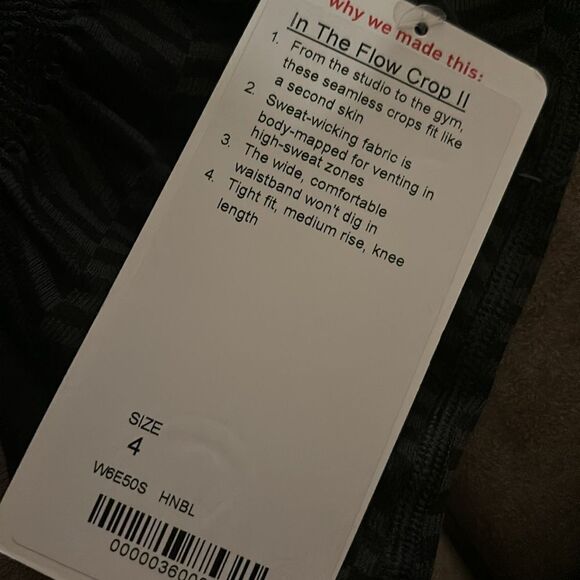 why we made this:
In The Flow Crop II
1. From the studio to the gym,
these seamless crops fit like
a second skin
2. Sweat-wicking fabric is
body-mapped for venting in
high-sweat zones
3. The wide, comfortable
waistband won't dig in
4. Tight fit, medium rise, knee
length
SIZE
4
W6E50S HNBL